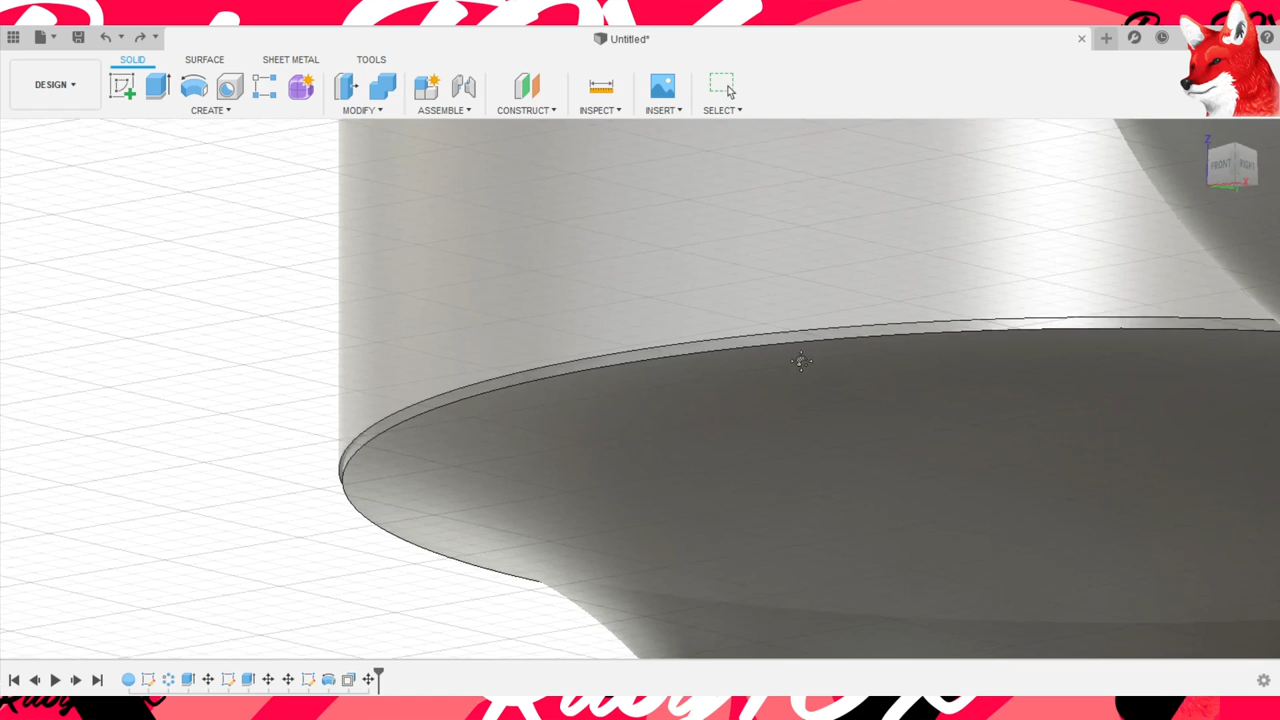 Untitled*
SOLID SURFACE SHEET METAL TOOLS
DESIGN
CREATE MODIFY ASSEMBLE CONSTRUCT INSPECT INSERT SELECT
Z
FRONT RIGHT
X